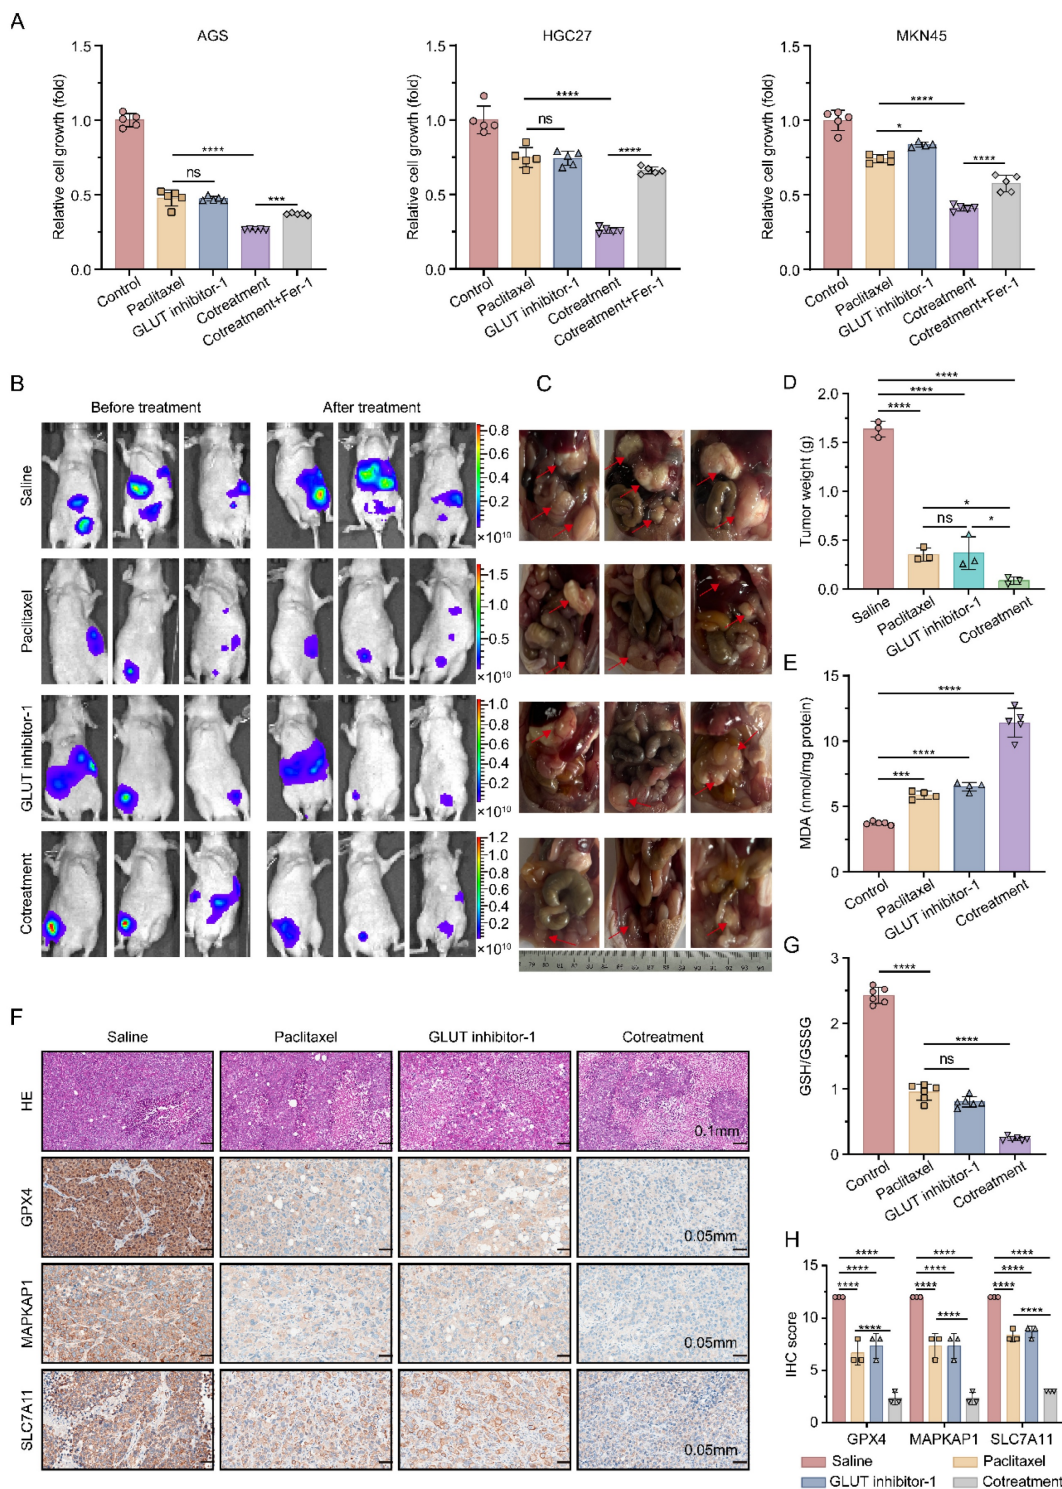 A
AGS
HGC27
MKN45
Relative cell growth (fold)
1.5
1.0
0.5
0.0
****
ns
***
Control
Paclitaxel
GLUT inhibitor-1
Cotreatment
Cotreatment+Fer-1
Relative cell growth (fold)
1.5
1.0
0.5
0.0
****
ns
****
Control
Paclitaxel
GLUT inhibitor-1
Cotreatment
Cotreatment+Fer-1
Relative cell growth (fold)
1.5
1.0
0.5
0.0
****
*
****
Control
Paclitaxel
GLUT inhibitor-1
Cotreatment
Cotreatment+Fer-1
B
Before treatment
After treatment
Saline
0.8
0.6
0.4
0.2
×10¹⁰
Paclitaxel
1.5
1.0
0.5
×10¹⁰
GLUT inhibitor-1
1.0
0.8
0.6
0.4
0.2
×10¹⁰
Cotreatment
1.2
1.0
0.8
0.6
0.4
0.2
×10¹⁰
C
D
Tumor weight (g)
2.0
1.5
1.0
0.5
0.0
****
****
****
*
ns
*
Saline
Paclitaxel
GLUT inhibitor-1
Cotreatment
E
MDA (nmol/mg protein)
15
10
5
0
****
****
***
Control
Paclitaxel
GLUT inhibitor-1
Cotreatment
F
Saline
Paclitaxel
GLUT inhibitor-1
Cotreatment
HE
0.1mm
GPX4
0.05mm
MAPKAP1
0.05mm
SLC7A11
0.05mm
G
GSH/GSSG
3
2
1
0
****
****
ns
Control
Paclitaxel
GLUT inhibitor-1
Cotreatment
H
IHC score
15
10
5
0
**** **** ****
**** **** ****
**** **** ****
**** **** ****
GPX4 MAPKAP1 SLC7A11
Saline
Paclitaxel
GLUT inhibitor-1
Cotreatment